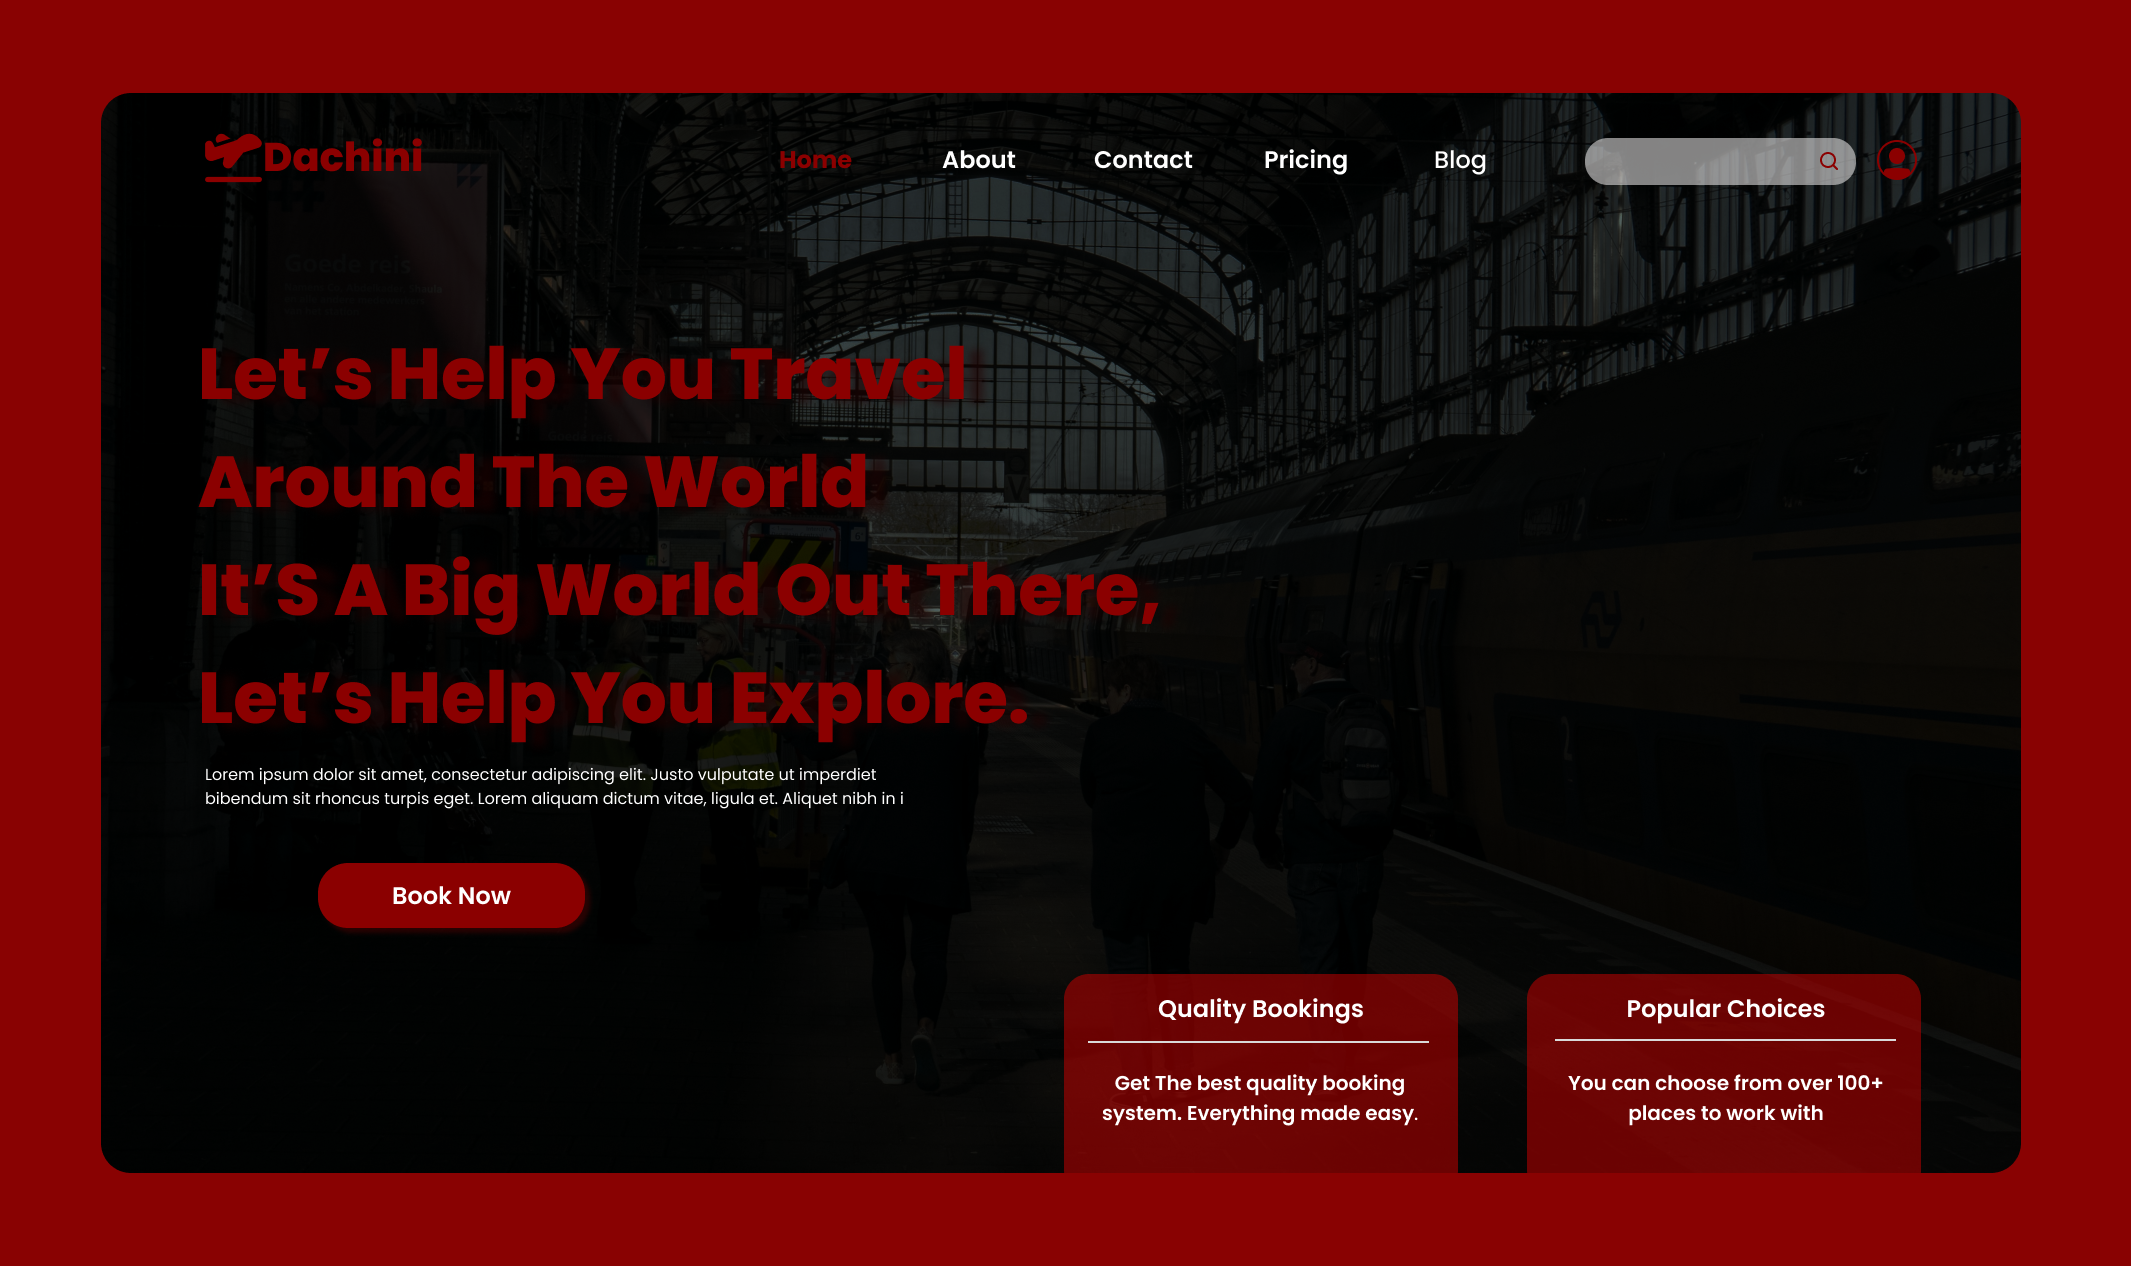 Dachini
Home
About
Contact
Pricing
Blog
Goede reis
Let’s Help You Travel
Around The World
It’S A Big World Out There,
Let’s Help You Explore.
Lorem ipsum dolor sit amet, consectetur adipiscing elit. Justo vulputate ut imperdiet
bibendum sit rhoncus turpis eget. Lorem aliquam dictum vitae, ligula et. Aliquet nibh in i
Book Now
Quality Bookings
Get The best quality booking
system. Everything made easy.
Popular Choices
You can choose from over 100+
places to work with